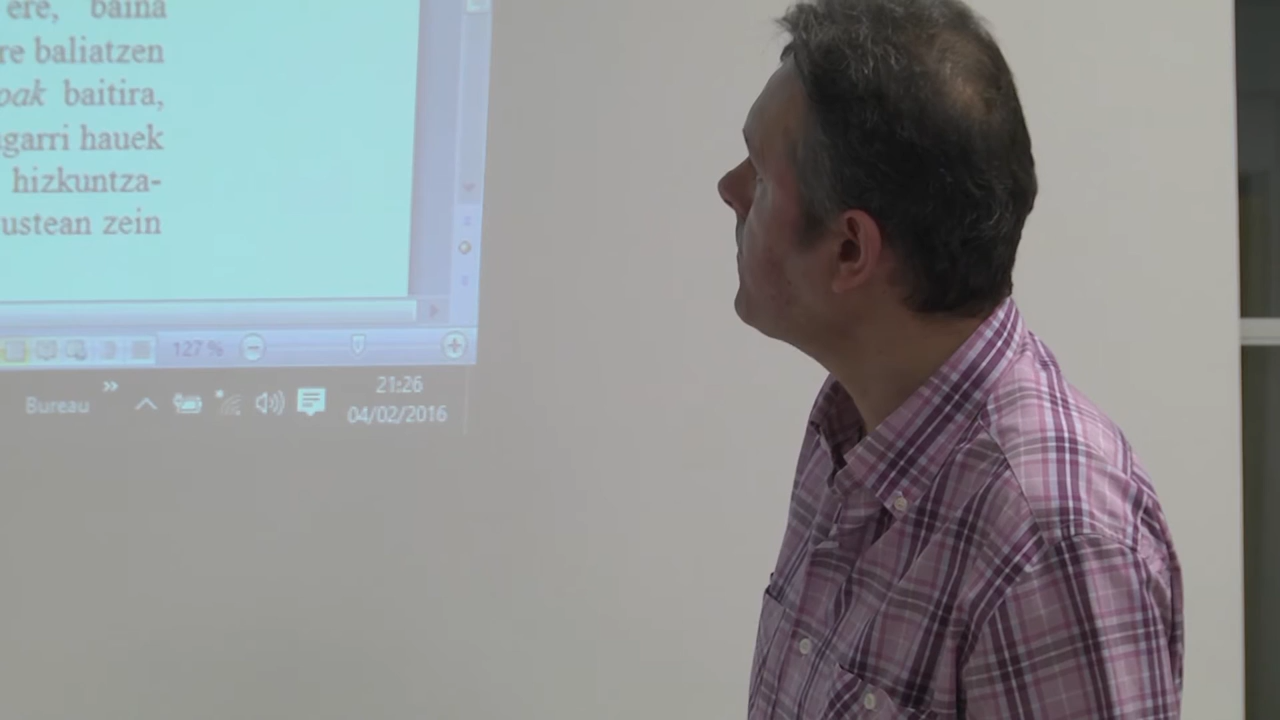 ere, baina
re baliatzen
oak baitira,
garri hauek
hizkuntza-
ustean zein
127 %
Bureau
21:26
04/02/2016